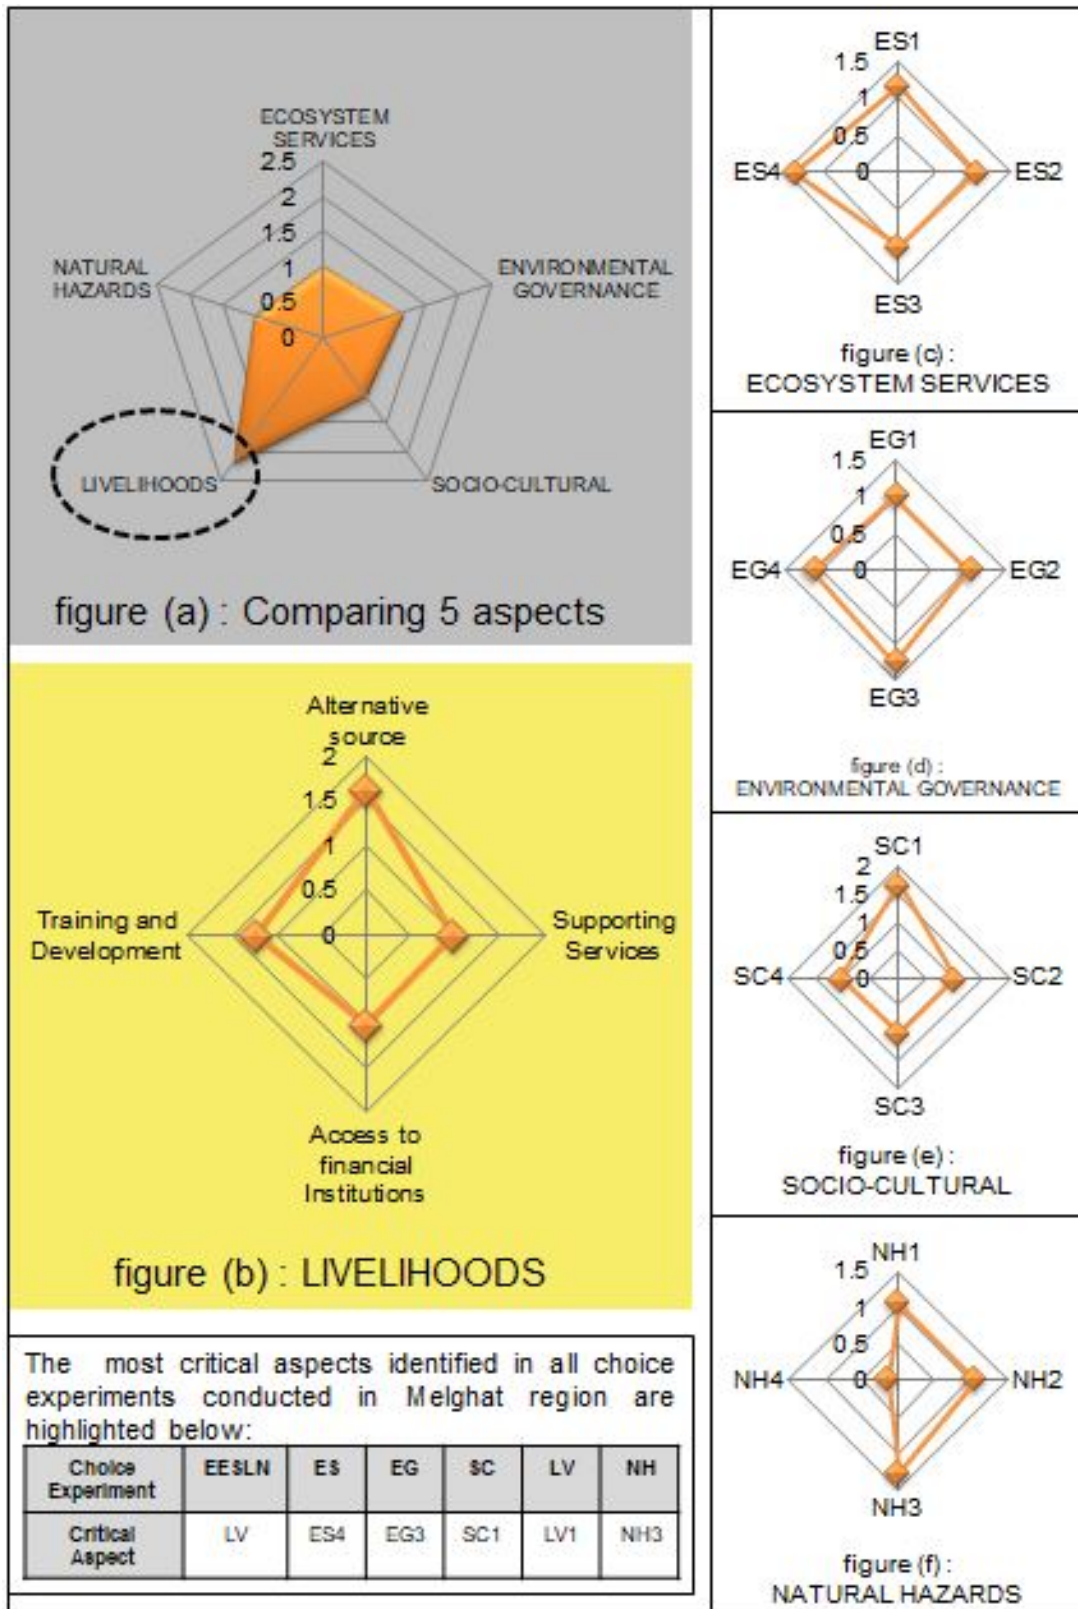 ECOSYSTEM
SERVICES
2.5
2
1.5
1
0.5
0
NATURAL
HAZARDS
ENVIRONMENTAL
GOVERNANCE
LIVELIHOODS
SOCIO-CULTURAL
figure (a) : Comparing 5 aspects
Alternative
source
2
1.5
1
0.5
0
Training and
Development
Supporting
Services
Access to
financial
Institutions
figure (b) : LIVELIHOODS
The most critical aspects identified in all choice
experiments conducted in Melghat region are
highlighted below:
Choice Experiment EESLN ES EG SC LV NH
Critical Aspect LV ES4 EG3 SC1 LV1 NH3
ES1
1.5
1
0.5
ES4 0 ES2
ES3
figure (c) :
ECOSYSTEM SERVICES
EG1
1.5
1
0.5
EG4 0 EG2
EG3
figure (d) :
ENVIRONMENTAL GOVERNANCE
SC1
2
1.5
1
0.5
SC4 0 SC2
SC3
figure (e) :
SOCIO-CULTURAL
NH1
1.5
1
0.5
NH4 0 NH2
NH3
figure (f) :
NATURAL HAZARDS